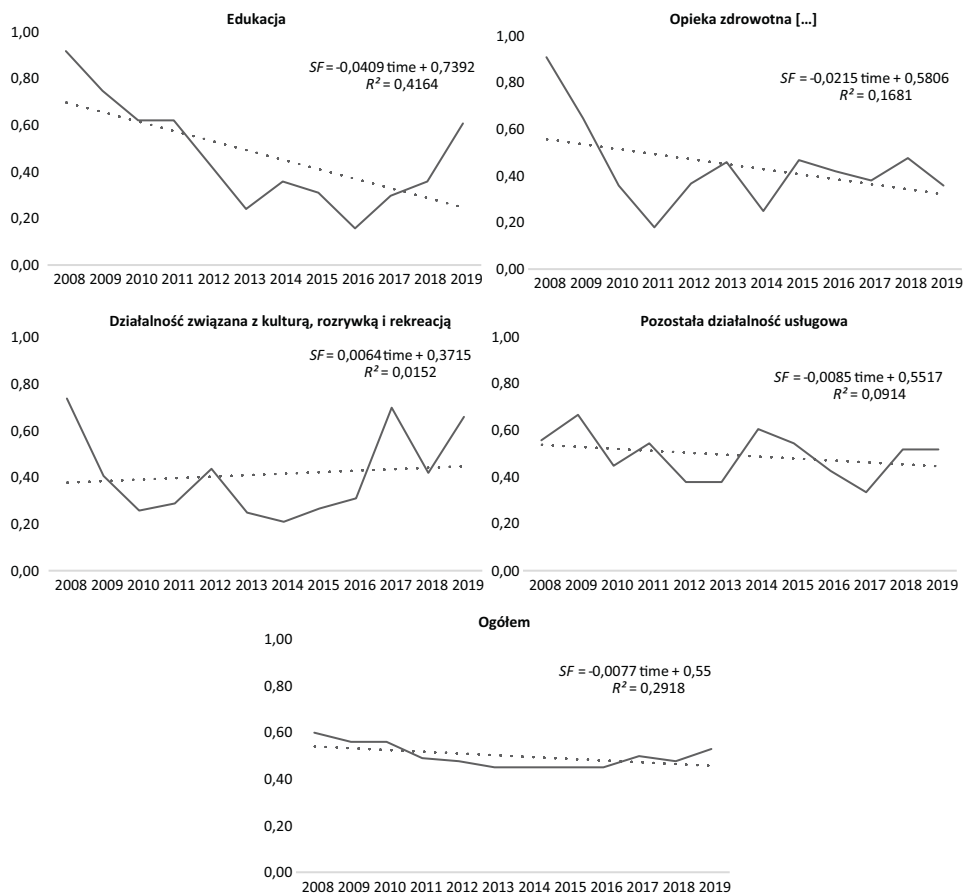 Edukacja
1,00
0,80
0,60
0,40
0,20
0,00
SF = -0,0409 time + 0,7392
R² = 0,4164
2008 2009 2010 2011 2012 2013 2014 2015 2016 2017 2018 2019
Opieka zdrowotna [...]
1,00
0,80
0,60
0,40
0,20
0,00
SF = -0,0215 time + 0,5806
R² = 0,1681
2008 2009 2010 2011 2012 2013 2014 2015 2016 2017 2018 2019
Działalność związana z kulturą, rozrywką i rekreacją
1,00
0,80
0,60
0,40
0,20
0,00
SF = 0,0064 time + 0,3715
R² = 0,0152
2008 2009 2010 2011 2012 2013 2014 2015 2016 2017 2018 2019
Pozostała działalność usługowa
1,00
0,80
0,60
0,40
0,20
0,00
SF = -0,0085 time + 0,5517
R² = 0,0914
2008 2009 2010 2011 2012 2013 2014 2015 2016 2017 2018 2019
Ogółem
1,00
0,80
0,60
0,40
0,20
0,00
SF = -0,0077 time + 0,55
R² = 0,2918
2008 2009 2010 2011 2012 2013 2014 2015 2016 2017 2018 2019